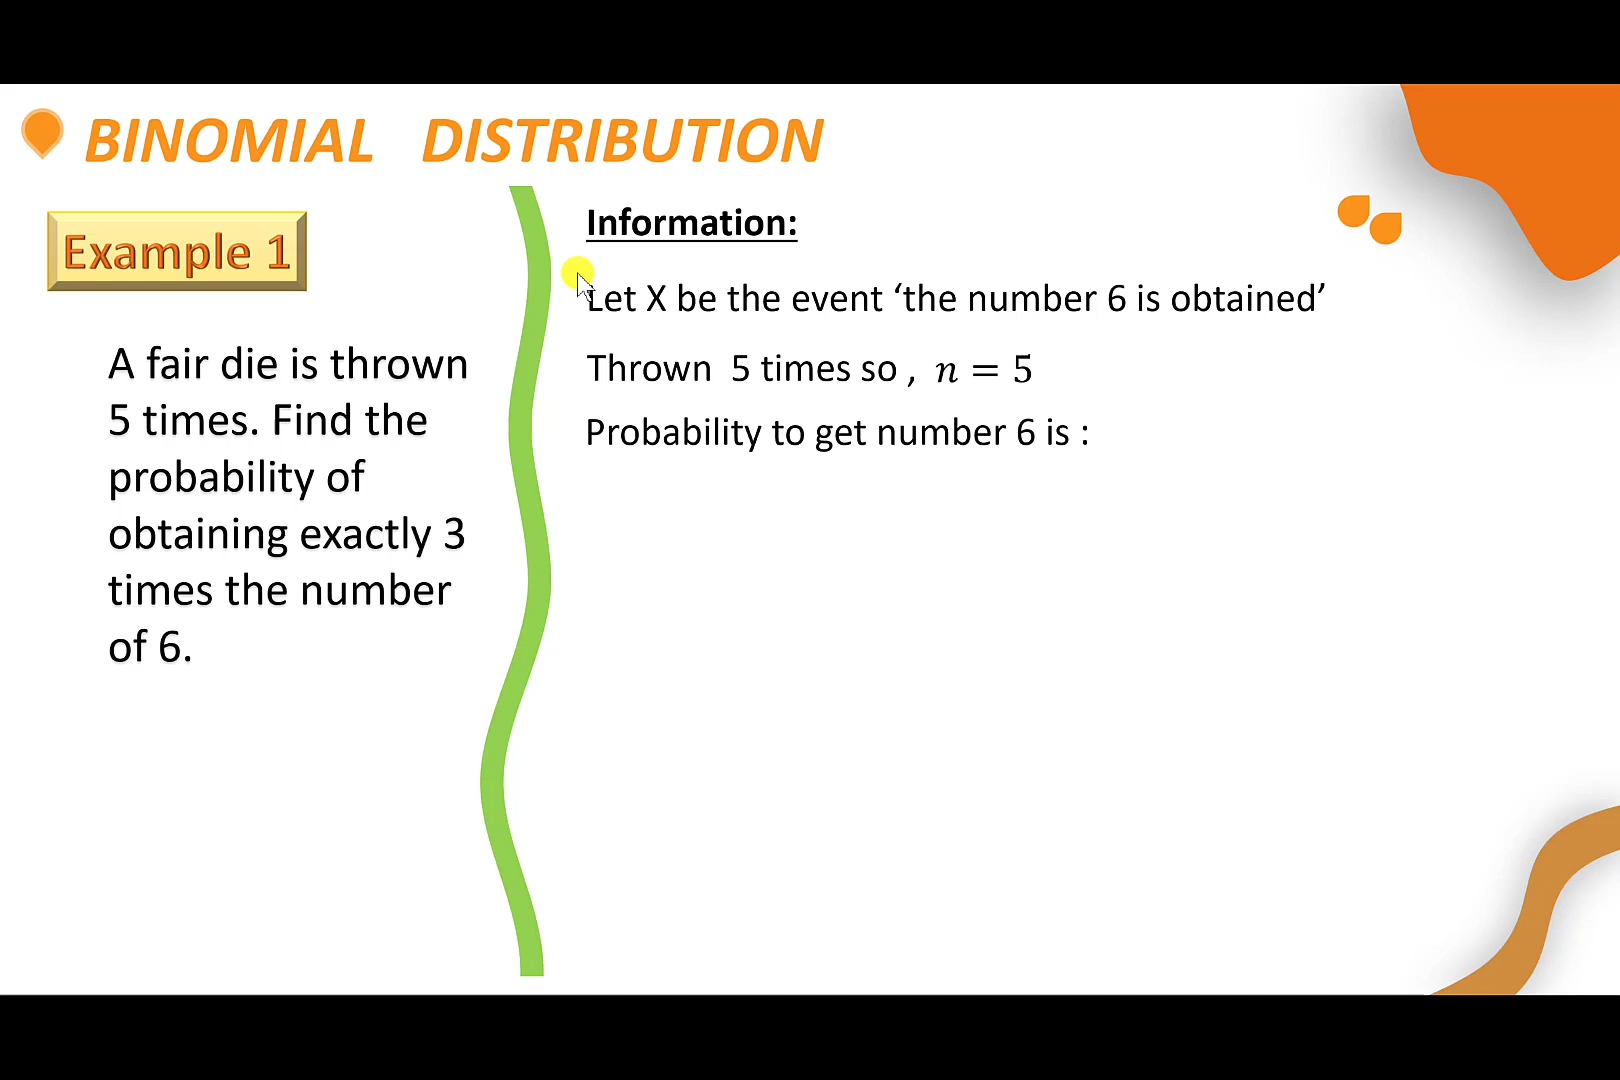 BINOMIAL DISTRIBUTION
Example 1
A fair die is thrown
5 times. Find the
probability of
obtaining exactly 3
times the number
of 6.
Information:
Let X be the event ‘the number 6 is obtained’
Thrown 5 times so , n = 5
Probability to get number 6 is :